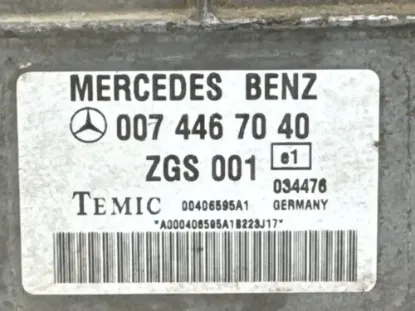 MERCEDES BENZ
007 446 70 40
ZGS 001 e1
034476
TEMIC 00406595A1 GERMANY
*A000406595A1B223J17*